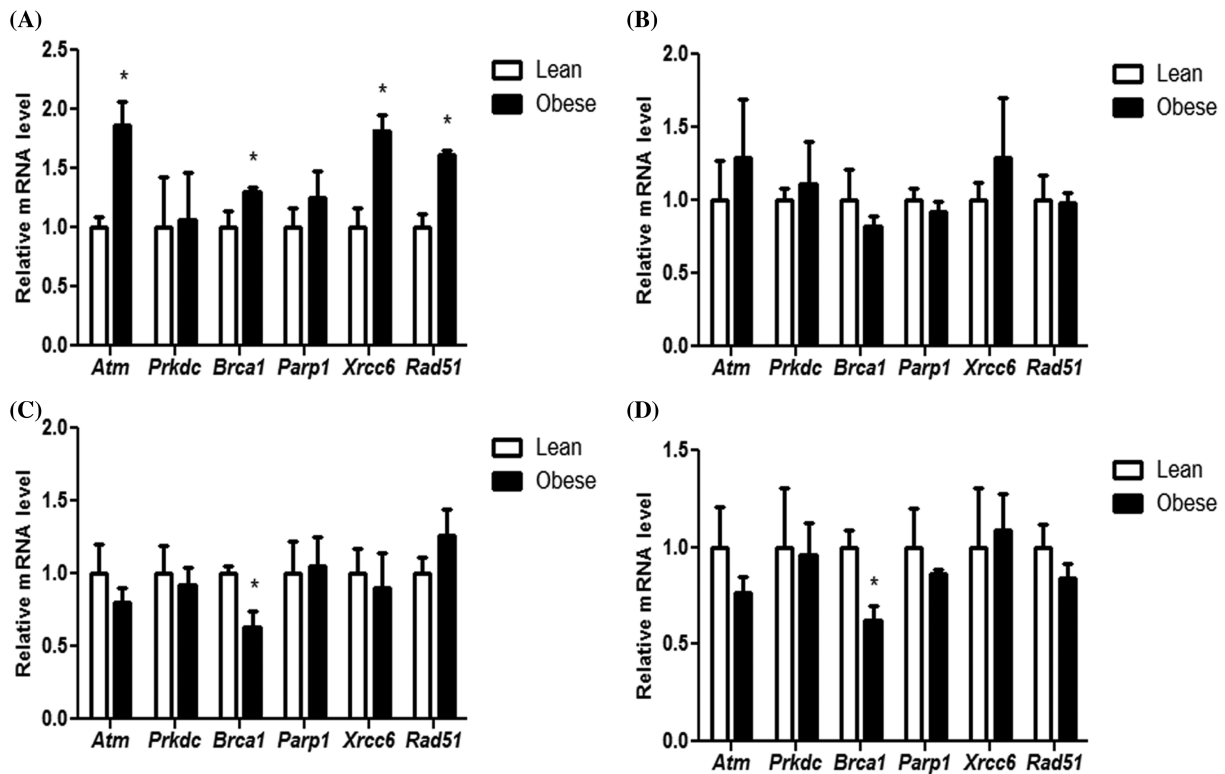 (A)
Relative mRNA level
2.5
2.0
1.5
1.0
0.5
0.0
* * * *
Atm Prkdc Brca1 Parp1 Xrcc6 Rad51
Lean
Obese
(B)
Relative mRNA level
2.0
1.5
1.0
0.5
0.0
Atm Prkdc Brca1 Parp1 Xrcc6 Rad51
Lean
Obese
(C)
Relative mRNA level
2.0
1.5
1.0
0.5
0.0
*
Atm Prkdc Brca1 Parp1 Xrcc6 Rad51
Lean
Obese
(D)
Relative mRNA level
1.5
1.0
0.5
0.0
*
Atm Prkdc Brca1 Parp1 Xrcc6 Rad51
Lean
Obese